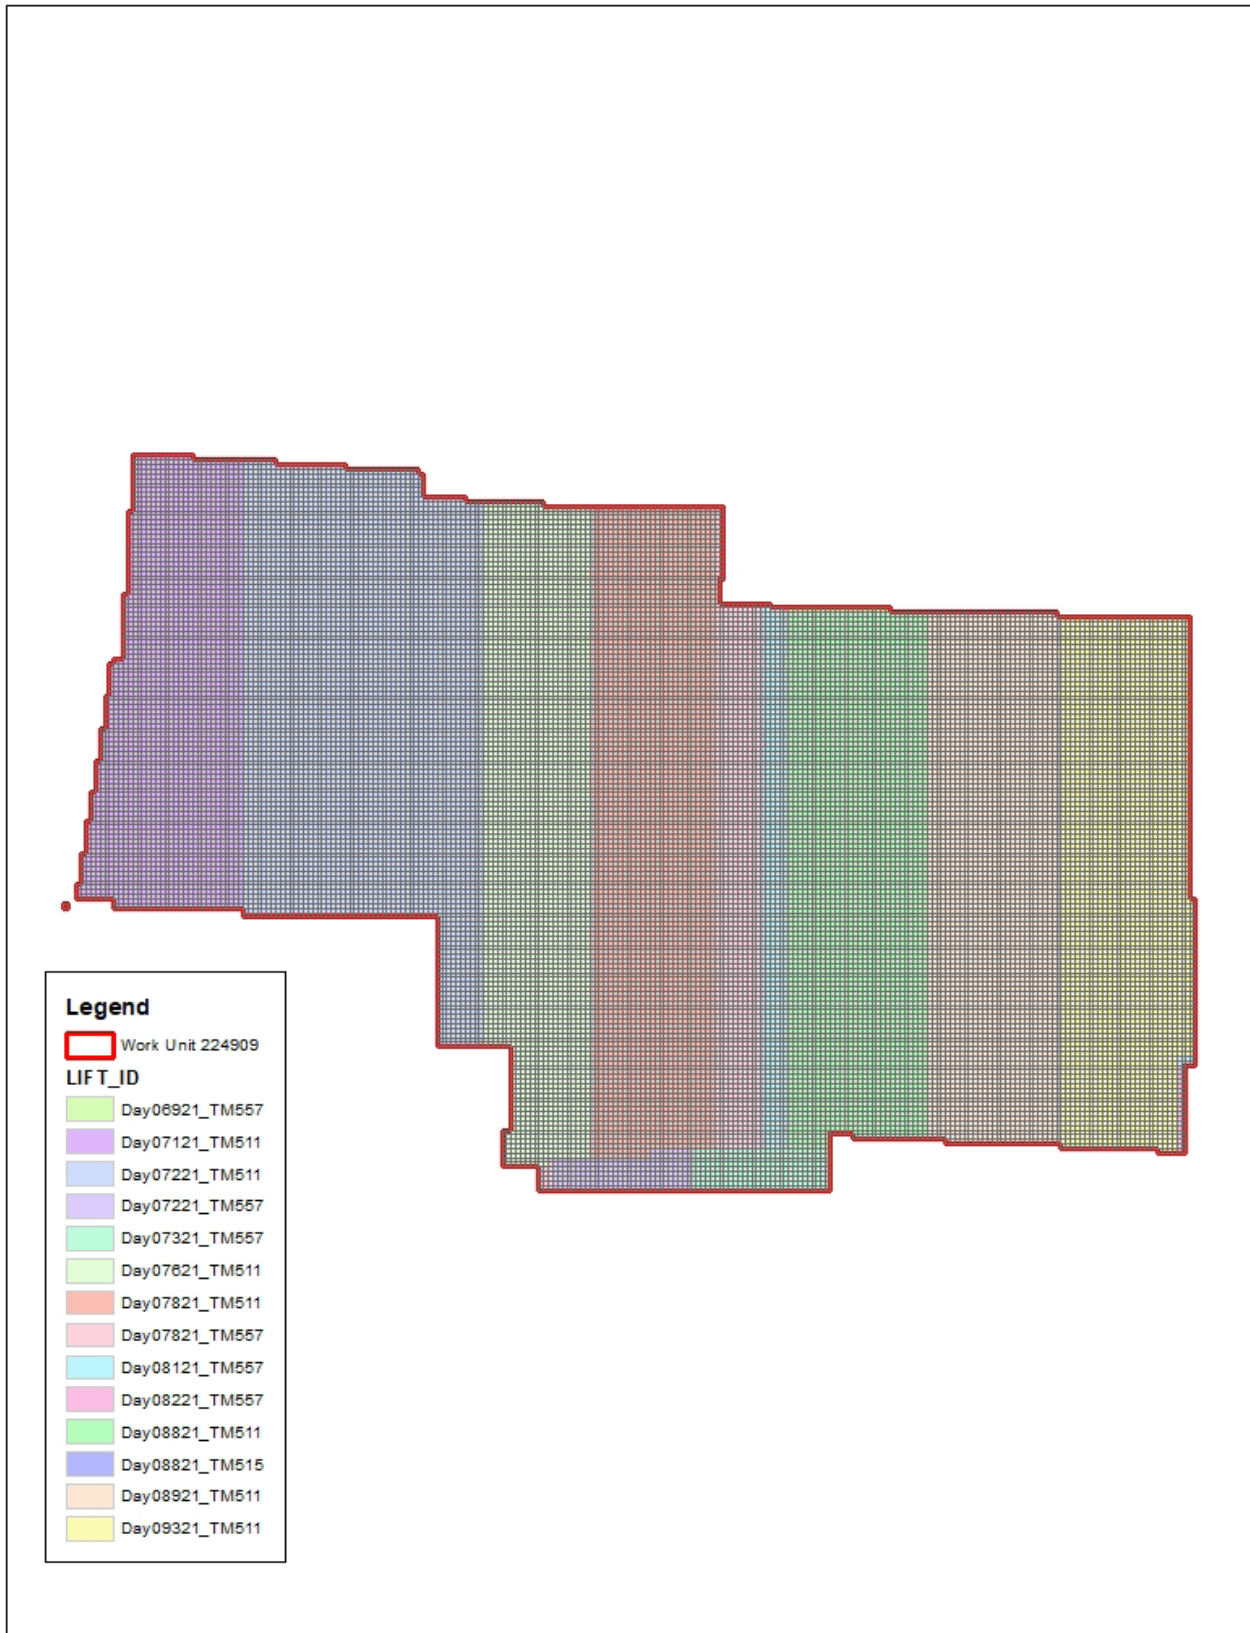 Legend
Work Unit 224909
LIFT_ID
Day06921_TM557
Day07121_TM511
Day07221_TM511
Day07221_TM557
Day07321_TM557
Day07621_TM511
Day07821_TM511
Day07821_TM557
Day08121_TM557
Day08221_TM557
Day08821_TM511
Day08821_TM515
Day08921_TM511
Day09321_TM511